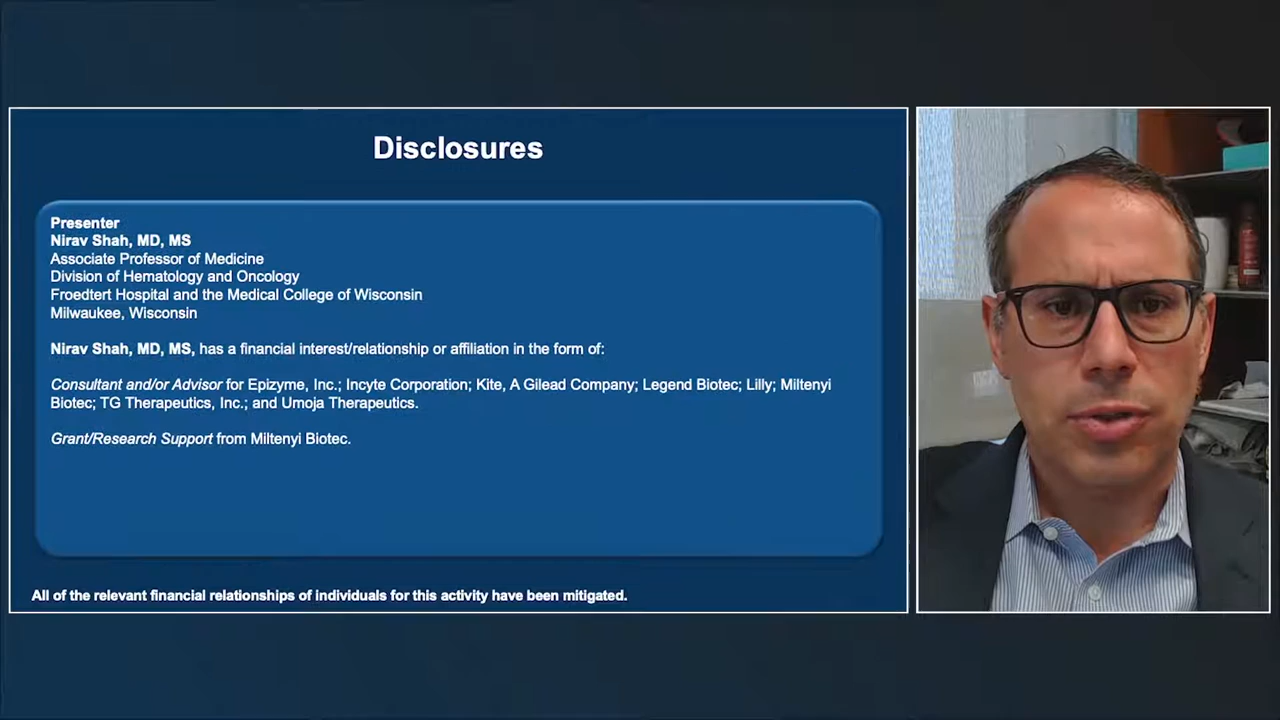 Disclosures
Presenter
Nirav Shah, MD, MS
Associate Professor of Medicine
Division of Hematology and Oncology
Froedtert Hospital and the Medical College of Wisconsin
Milwaukee, Wisconsin
Nirav Shah, MD, MS, has a financial interest/relationship or affiliation in the form of:
Consultant and/or Advisor for Epizyme, Inc.; Incyte Corporation; Kite, A Gilead Company; Legend Biotec; Lilly; Miltenyi
Biotec; TG Therapeutics, Inc.; and Umoja Therapeutics.
Grant/Research Support from Miltenyi Biotec.
All of the relevant financial relationships of individuals for this activity have been mitigated.